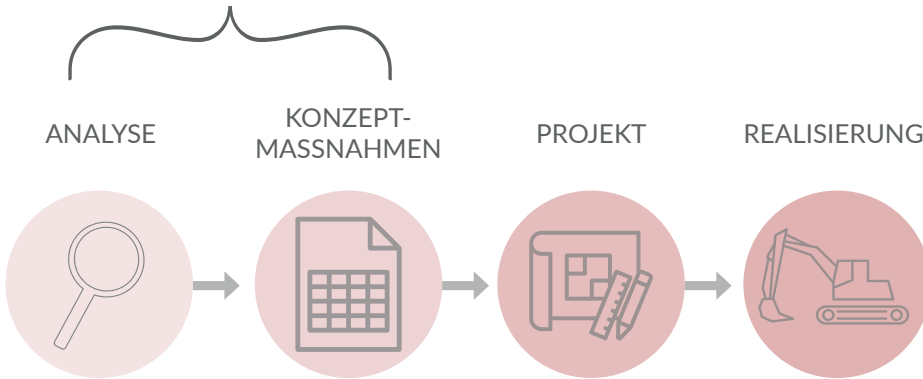 ANALYSE
KONZEPT-
MASSNAHMEN
PROJEKT
REALISIERUNG